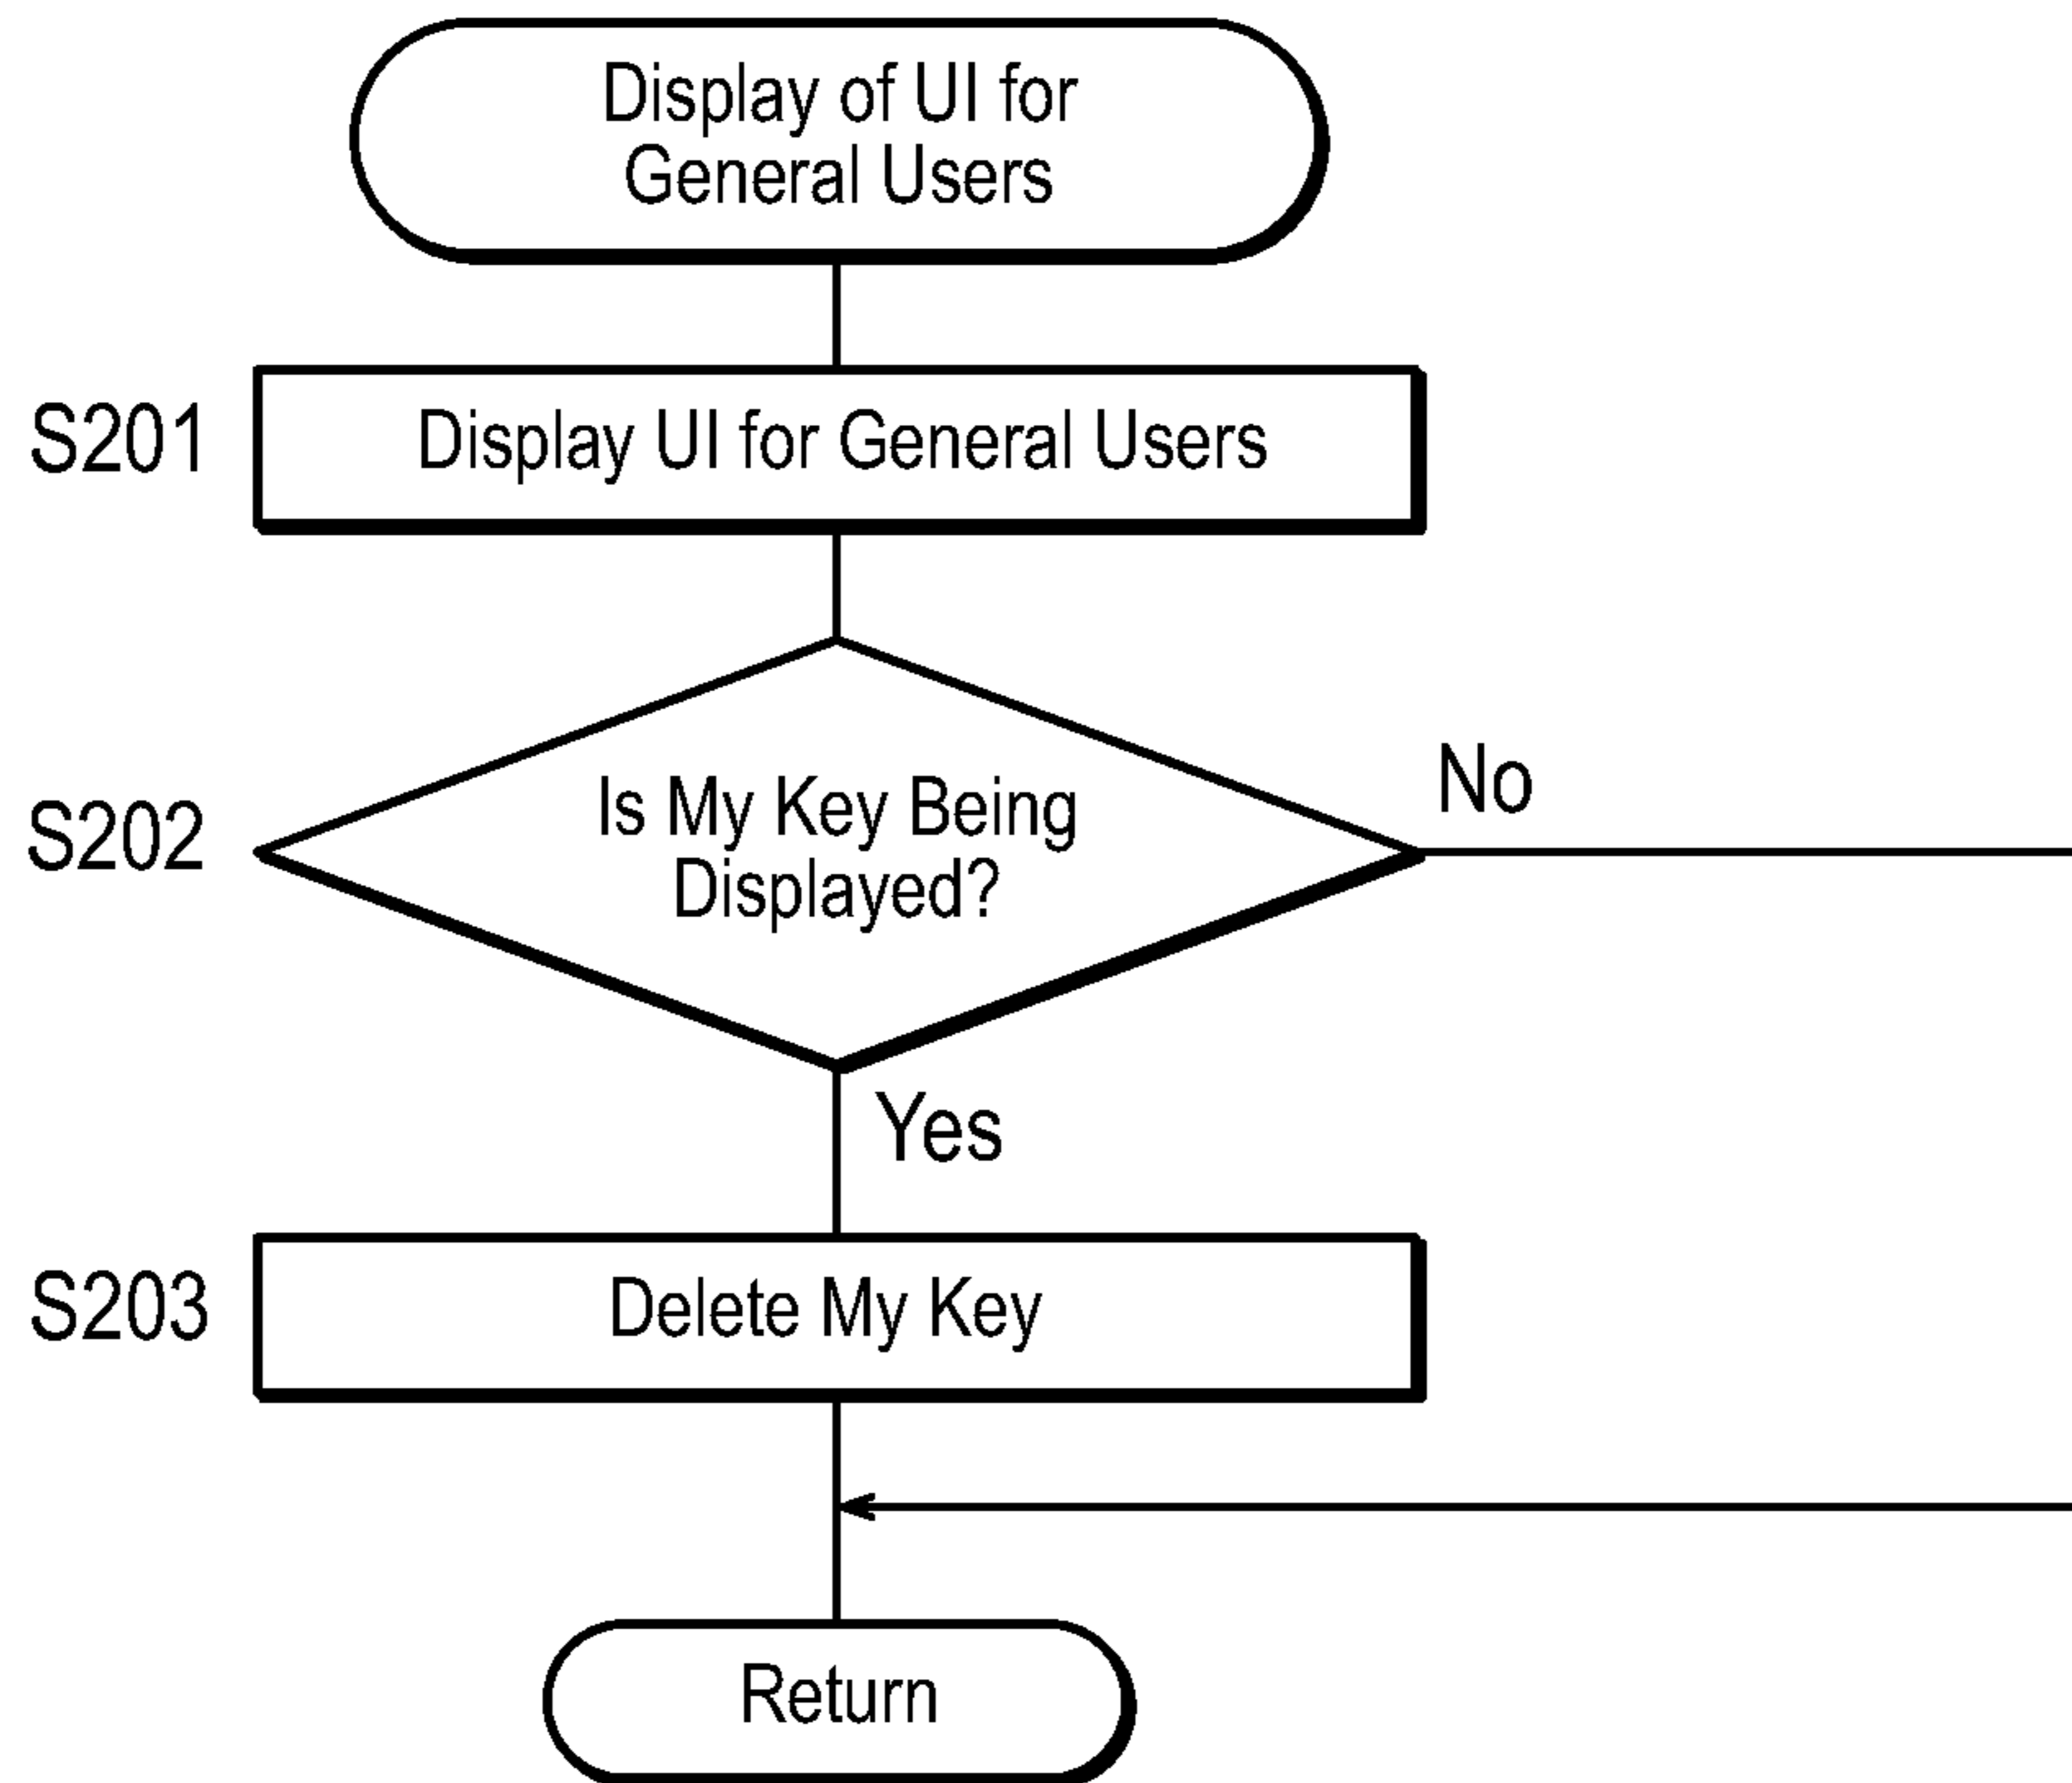 Display of UI for
General Users
S201
Display UI for General Users
S202
Is My Key Being
Displayed?
No
Yes
S203
Delete My Key
Return